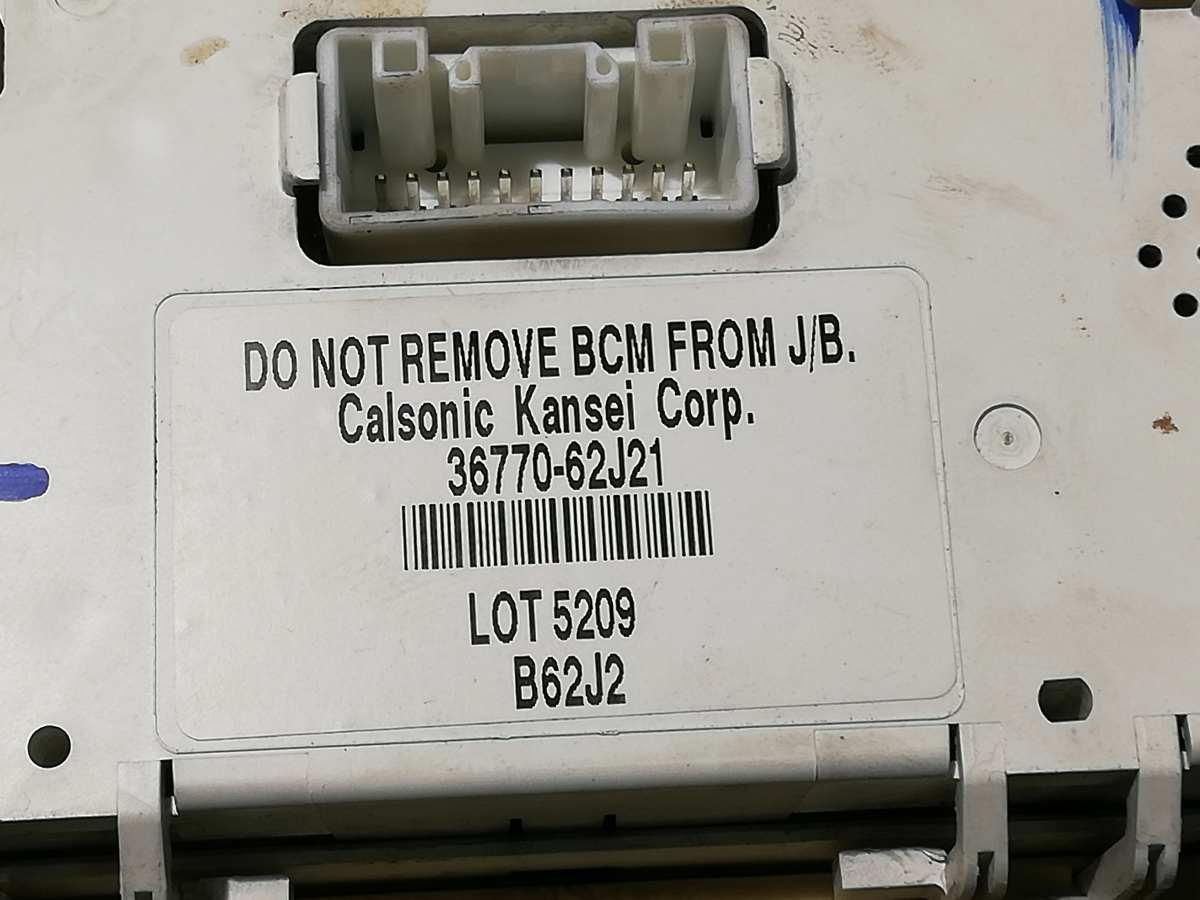 DO NOT REMOVE BCM FROM J/B.
Calsonic Kansei Corp.
36770-62J21
LOT 5209
B62J2